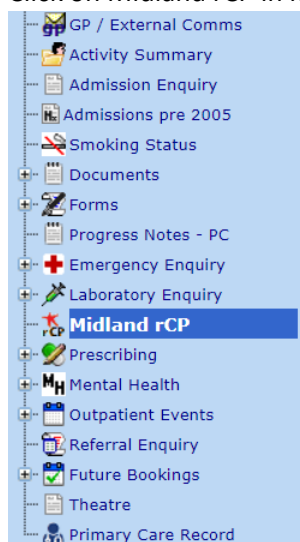 GP / External Comms
Activity Summary
Admission Enquiry
Admissions pre 2005
Smoking Status
Documents
Forms
Progress Notes - PC
Emergency Enquiry
Laboratory Enquiry
Midland rCP
Prescribing
Mental Health
Outpatient Events
Referral Enquiry
Future Bookings
Theatre
Primary Care Record